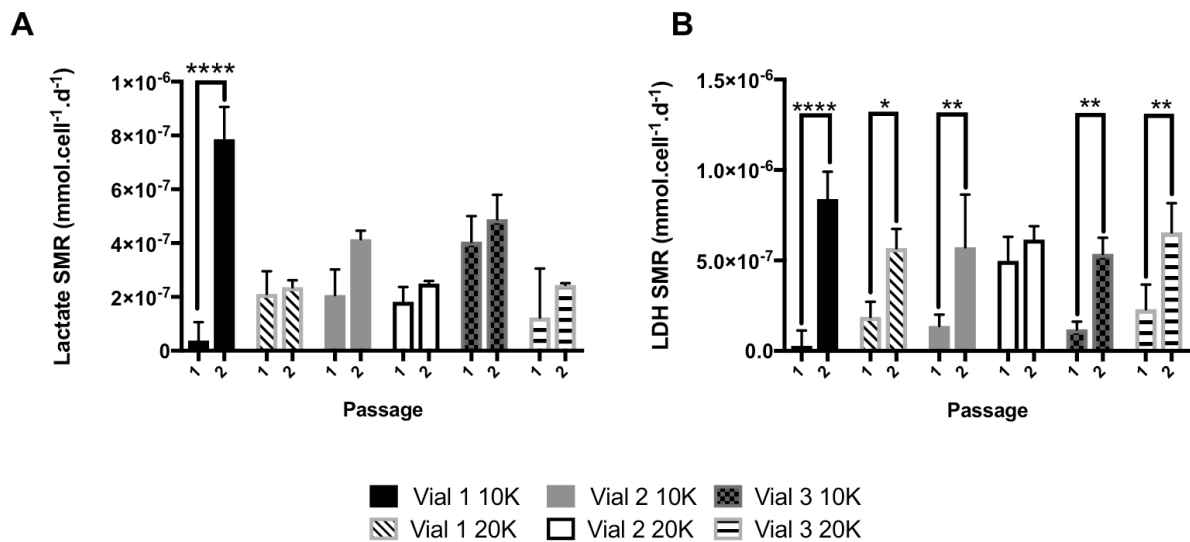 A
Lactate SMR (mmol.cell⁻¹.d⁻¹)
1×10⁻⁶
8×10⁻⁷
6×10⁻⁷
4×10⁻⁷
2×10⁻⁷
0
****
1 2 1 2 1 2 1 2 1 2 1 2
Passage
B
LDH SMR (mmol.cell⁻¹.d⁻¹)
1.5×10⁻⁶
1.0×10⁻⁶
5.0×10⁻⁷
0.0
**** * ** ** **
1 2 1 2 1 2 1 2 1 2 1 2
Passage
Vial 1 10K Vial 2 10K Vial 3 10K
Vial 1 20K Vial 2 20K Vial 3 20K